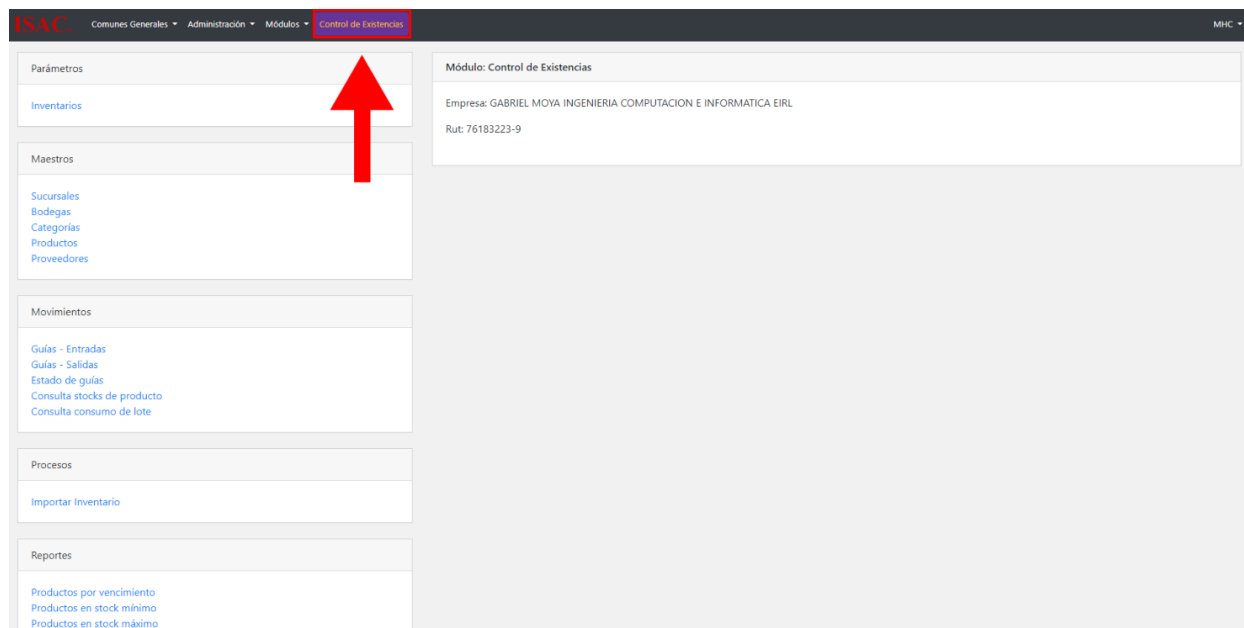 ISAC. Comunes Generales Administración Módulos Control de Existencias MHC
Parámetros
Inventarios
Maestros
Sucursales
Bodegas
Categorías
Productos
Proveedores
Movimientos
Guías - Entradas
Guías - Salidas
Estado de guías
Consulta stocks de producto
Consulta consumo de lote
Procesos
Importar Inventario
Reportes
Productos por vencimiento
Productos en stock mínimo
Productos en stock máximo
Módulo: Control de Existencias
Empresa: GABRIEL MOYA INGENIERIA COMPUTACION E INFORMATICA EIRL
Rut: 76183223-9